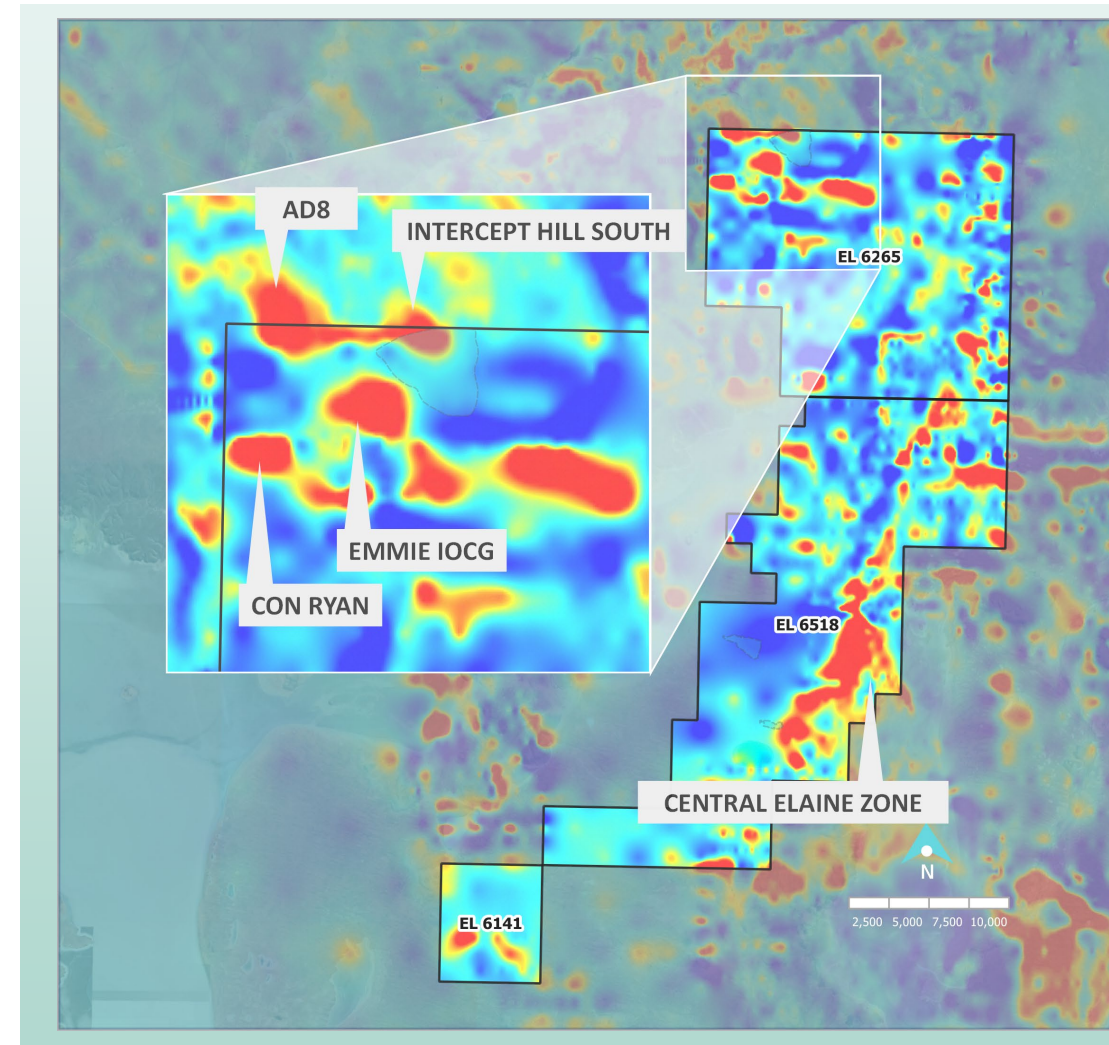 AD8
INTERCEPT HILL SOUTH
EL 6265
EMMIE IOCG
CON RYAN
EL 6518
CENTRAL ELAINE ZONE
N
2,500 5,000 7,500 10,000
EL 6141